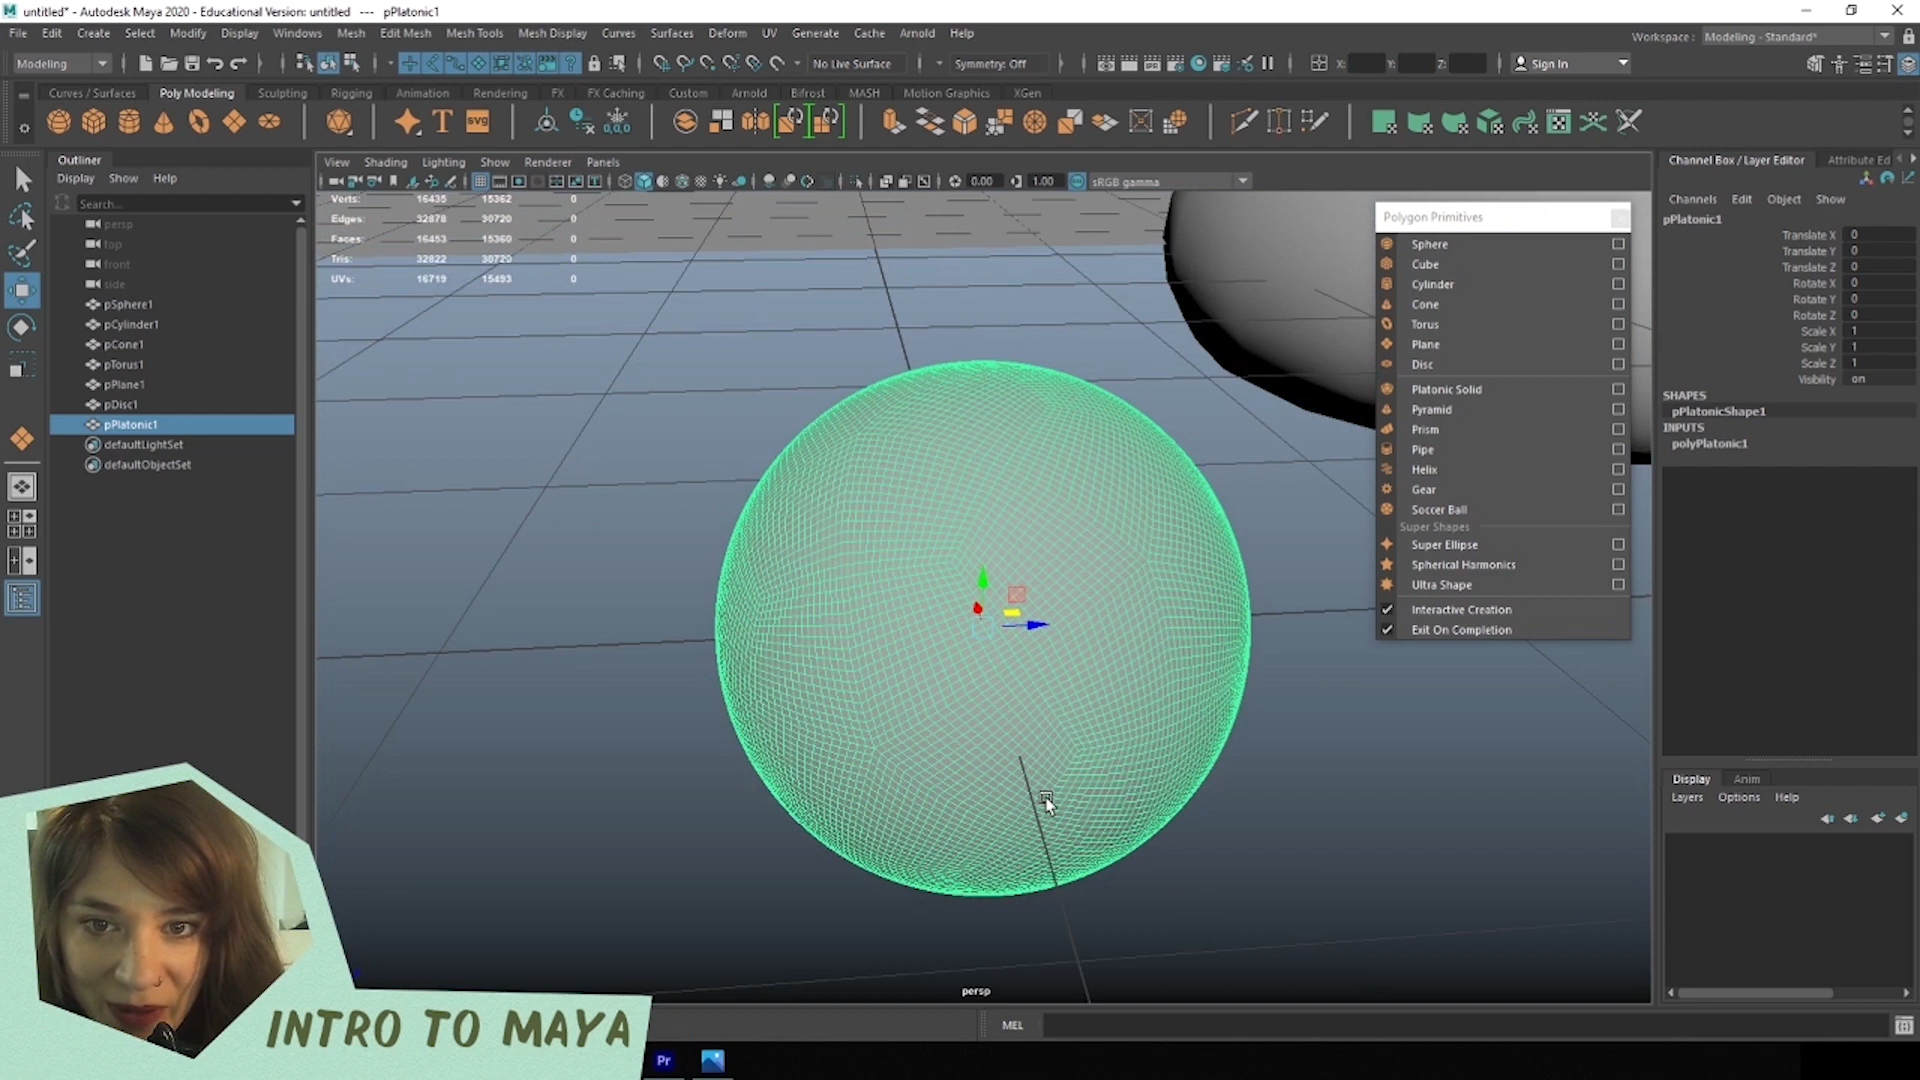 untitled* - Autodesk Maya 2020 - Educational Version: untitled --- pPlatonic1
File Edit Create Select Modify Display Windows Mesh Edit Mesh Mesh Tools Mesh Display Curves Surfaces Deform UV Generate Cache Arnold Help
Workspace : Modeling - Standard*
Modeling No Live Surface Symmetry: Off X: Y: Z: Sign In
Curves / Surfaces Poly Modeling Sculpting Rigging Animation Rendering FX FX Caching Custom Arnold Bifrost MASH Motion Graphics XGen
T SVG 0,0,0
Outliner
Display Show Help
Search...
persp
top
front
side
pSphere1
pCylinder1
pCone1
pTorus1
pPlane1
pDisc1
pPlatonic1
defaultLightSet
defaultObjectSet
View Shading Lighting Show Renderer Panels
0.00 1.00 sRGB gamma
Verts: 16435 15362 0
Edges: 32878 30720 0
Faces: 16453 15360 0
Tris: 32822 30720 0
UVs: 16719 15493 0
persp
Polygon Primitives
Sphere
Cube
Cylinder
Cone
Torus
Plane
Disc
Platonic Solid
Pyramid
Prism
Pipe
Helix
Gear
Soccer Ball
Super Shapes
Super Ellipse
Spherical Harmonics
Ultra Shape
Interactive Creation
Exit On Completion
Channel Box / Layer Editor Attribute Ed
Channels Edit Object Show
pPlatonic1
Translate X 0
Translate Y 0
Translate Z 0
Rotate X 0
Rotate Y 0
Rotate Z 0
Scale X 1
Scale Y 1
Scale Z 1
Visibility on
SHAPES
pPlatonicShape1
INPUTS
polyPlatonic1
Display Anim
Layers Options Help
MEL
INTRO TO MAYA
Pr